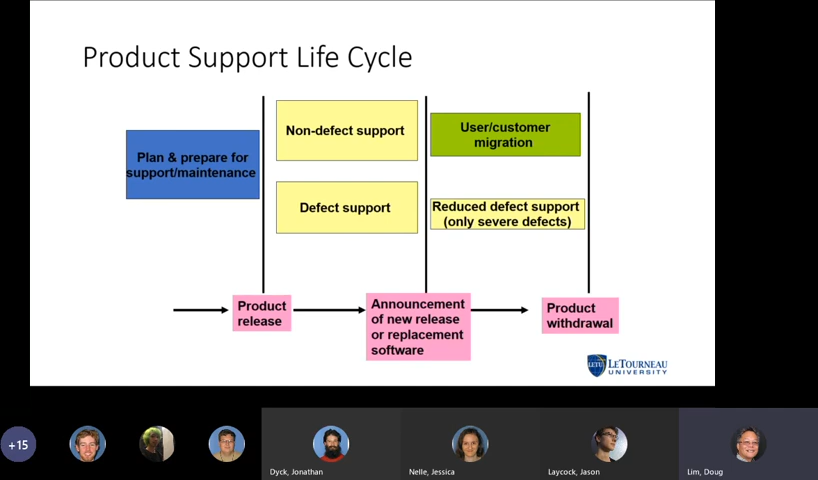 Product Support Life Cycle
Non-defect support
User/customer
migration
Plan & prepare for
support/maintenance
Defect support
Reduced defect support
(only severe defects)
Product
release
Announcement
of new release
or replacement
software
Product
withdrawal
LETU
LETOURNEAU
UNIVERSITY
+15
Dyck, Jonathan
Nelle, Jessica
Laycock, Jason
Lim, Doug